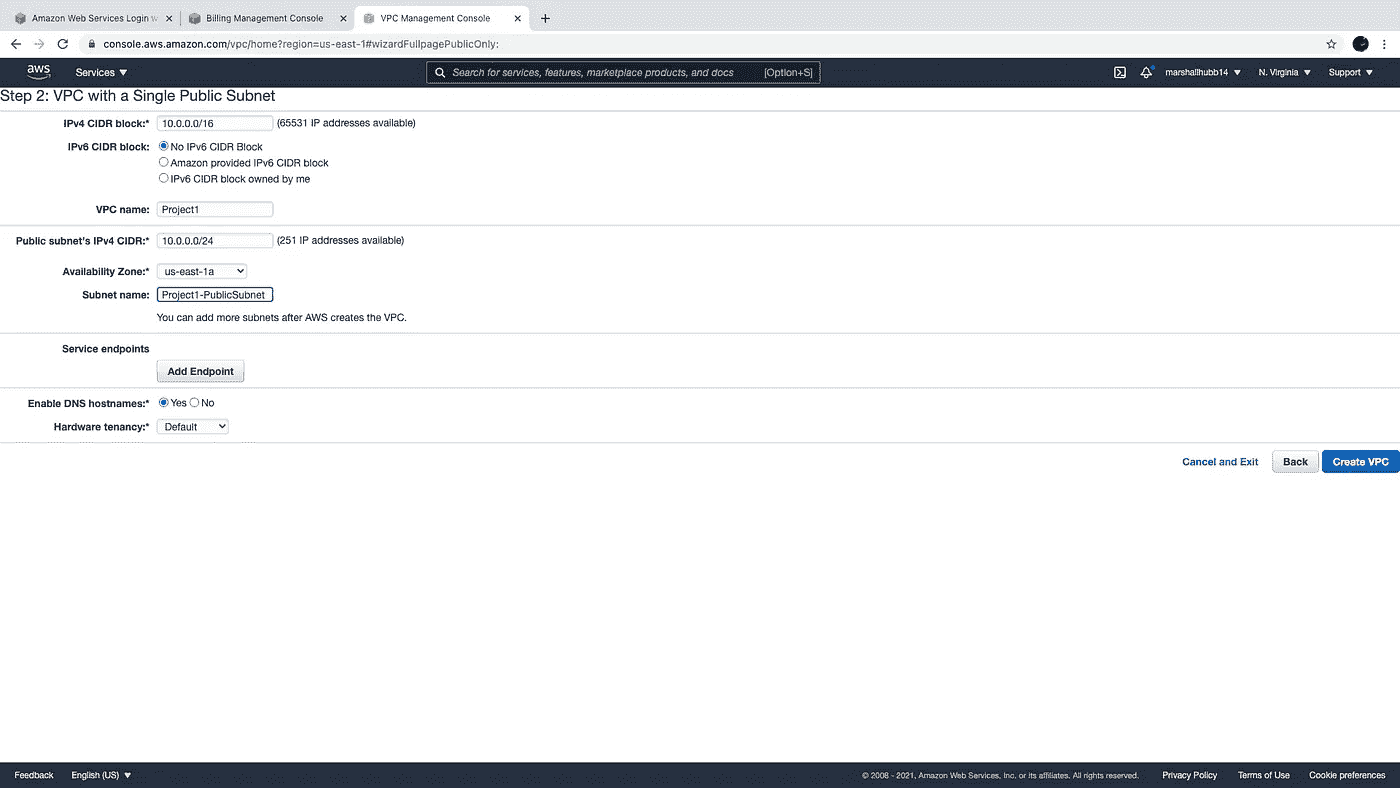 Amazon Web Services Login w
Billing Management Console
VPC Management Console
console.aws.amazon.com/vpc/home?region=us-east-1#wizardFullpagePublicOnly:
aws Services Search for services, features, marketplace products, and docs [Option+S] marshallhubb14 N. Virginia Support
Step 2: VPC with a Single Public Subnet
IPv4 CIDR block:* 10.0.0.0/16 (65531 IP addresses available)
IPv6 CIDR block: No IPv6 CIDR Block
Amazon provided IPv6 CIDR block
IPv6 CIDR block owned by me
VPC name: Project1
Public subnet's IPv4 CIDR:* 10.0.0.0/24 (251 IP addresses available)
Availability Zone:* us-east-1a
Subnet name: Project1-PublicSubnet
You can add more subnets after AWS creates the VPC.
Service endpoints
Add Endpoint
Enable DNS hostnames:* Yes No
Hardware tenancy:* Default
Cancel and Exit Back Create VPC
Feedback English (US) © 2008 - 2021, Amazon Web Services, Inc. or its affiliates. All rights reserved. Privacy Policy Terms of Use Cookie preferences